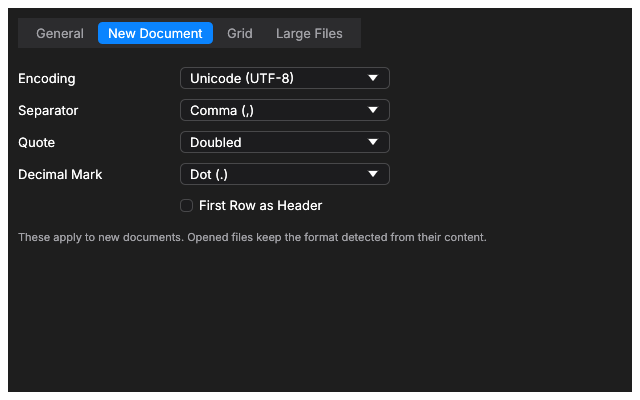 General New Document Grid Large Files
Encoding Unicode (UTF-8)
Separator Comma (,)
Quote Doubled
Decimal Mark Dot (.)
First Row as Header
These apply to new documents. Opened files keep the format detected from their content.